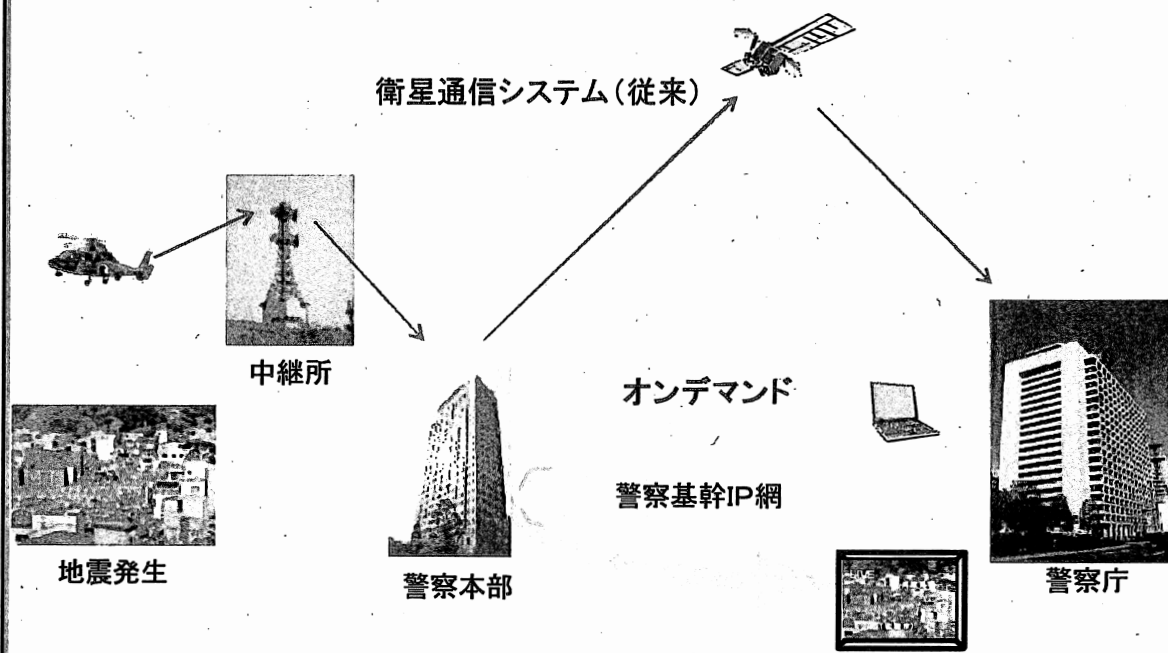 衛星通信システム(従来)
中継所
オンデマンド
警察基幹IP網
地震発生
警察本部
警察庁